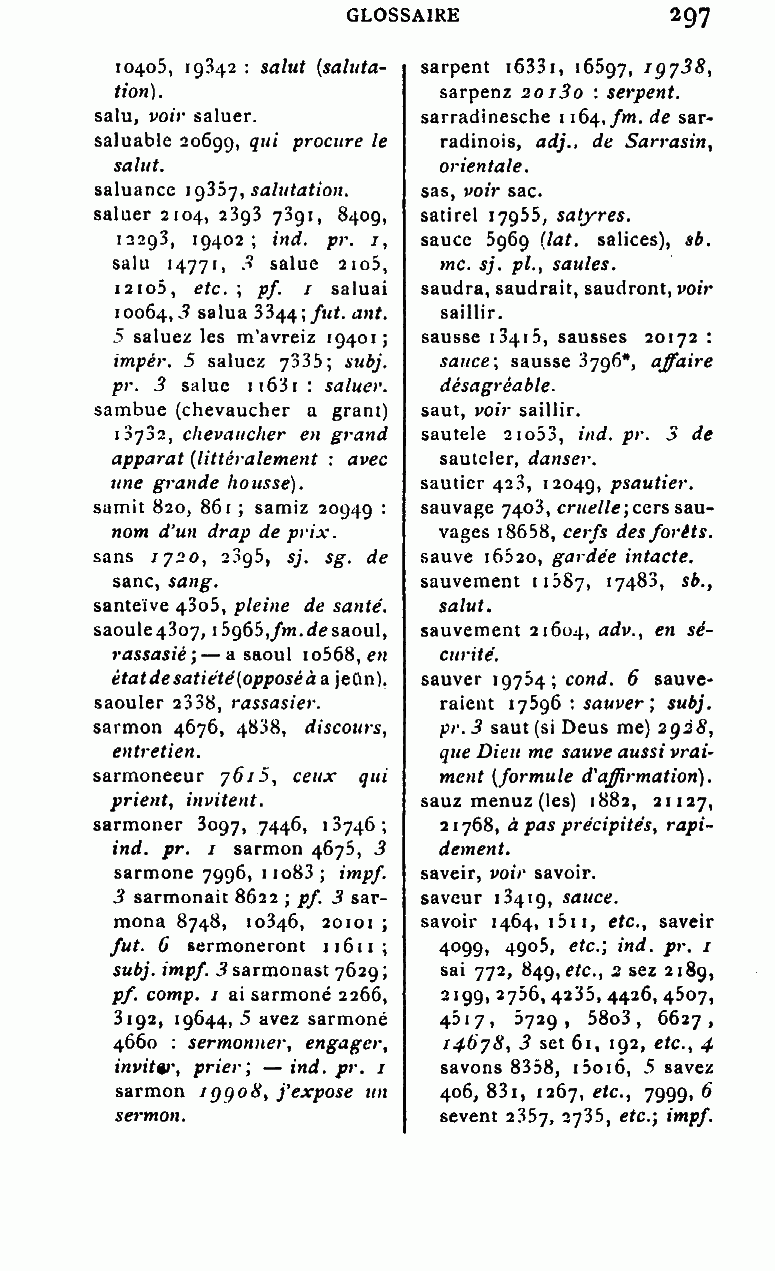 GLOSSAIRE 297
10405, 19342 : salut (saluta-
tion).
salu, voir saluer.
saluable 20699, qui procure le
salut.
saluance 19357, salutation.
saluer 2104, 2393 7391, 8409,
12293, 19402 ; ind. pr. 1,
salu 14771, 3 salue 2105,
12105, etc. ; pf. 1 saluai
10064, 3 salua 3344 ; fut. ant.
5 saluez les m'avreiz 19401 ;
impér. 5 saluez 7335 ; subj.
pr. 3 salue 11631 : saluer.
sambue (chevaucher a grant)
13732, chevaucher en grand
apparat (littéralement : avec
une grande housse).
samit 820, 861 ; samiz 20949 :
nom d'un drap de prix.
sans 1720, 2395, sj. sg. de
sanc, sang.
santeïve 4305, pleine de santé.
saoule 4307, 15965, fm. de saoul,
rassasié ; — a saoul 10568, en
état de satiété (opposé à a jeün).
saouler 2338, rassasier.
sarmon 4676, 4838, discours,
entretien.
sarmoneeur 7615, ceux qui
prient, invitent.
sarmoner 3097, 7446, 13746 ;
ind. pr. 1 sarmon 4675, 3
sarmone 7996, 11083 ; impf.
3 sarmonait 8622 ; pf. 3 sar-
mona 8748, 10346, 20101 ;
fut. 6 sermoneront 11611 ;
subj. impf. 3 sarmonast 7629 ;
pf. comp. 1 ai sarmoné 2266,
3192, 19644, 5 avez sarmoné
4660 : sermonner, engager,
inviter, prier ; — ind. pr. 1
sarmon 19908, j'expose un
sermon.
sarpent 16331, 16597, 19738,
sarpenz 20130 : serpent.
sarradinesche 1164, fm. de sar-
radinois, adj., de Sarrasin,
orientale.
sas, voir sac.
satirel 17955, satyres.
sauce 5969 (lat. salices), sb.
mc. sj. pl., saules.
saudra, saudrait, saudront, voir
saillir.
sausse 13415, sausses 20172 :
sauce ; sausse 3796*, affaire
désagréable.
saut, voir saillir.
sautele 21053, ind. pr. 3 de
sauteler, danser.
sautier 423, 12049, psautier.
sauvage 7403, cruelle ; cers sau-
vages 18658, cerfs des forêts.
sauve 16520, gardée intacte.
sauvement 11587, 17483, sb.,
salut.
sauvement 21604, adv., en sé-
curité.
sauver 19754 ; cond. 6 sauve-
raient 17596 : sauver ; subj.
pr. 3 saut (si Deus me) 2928,
que Dieu me sauve aussi vrai-
ment (formule d'affirmation).
sauz menuz (les) 1882, 21127,
21768, à pas précipités, rapi-
dement.
saveir, voir savoir.
saveur 13419, sauce.
savoir 1464, 1511, etc., saveir
4099, 4905, etc.; ind. pr. 1
sai 772, 849, etc., 2 sez 2189,
2199, 2756, 4235, 4426, 4507,
4517, 5729, 5803, 6627,
14678, 3 set 61, 192, etc., 4
savons 8358, 15016, 5 savez
406, 831, 1267, etc., 7999, 6
sevent 2357, 2735, etc.; impf.